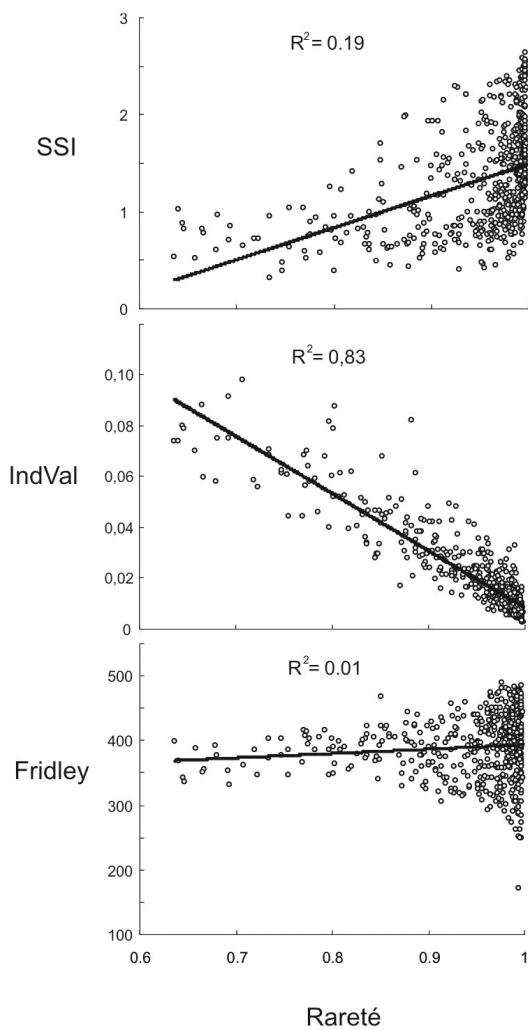 3
R²= 0.19
2
SSI
1
0
R²= 0,83
0,10
0,08
IndVal
0,06
0,04
0,02
0
R²= 0.01
500
400
Fridley
300
200
100
0.6 0.7 0.8 0.9 1
Rareté